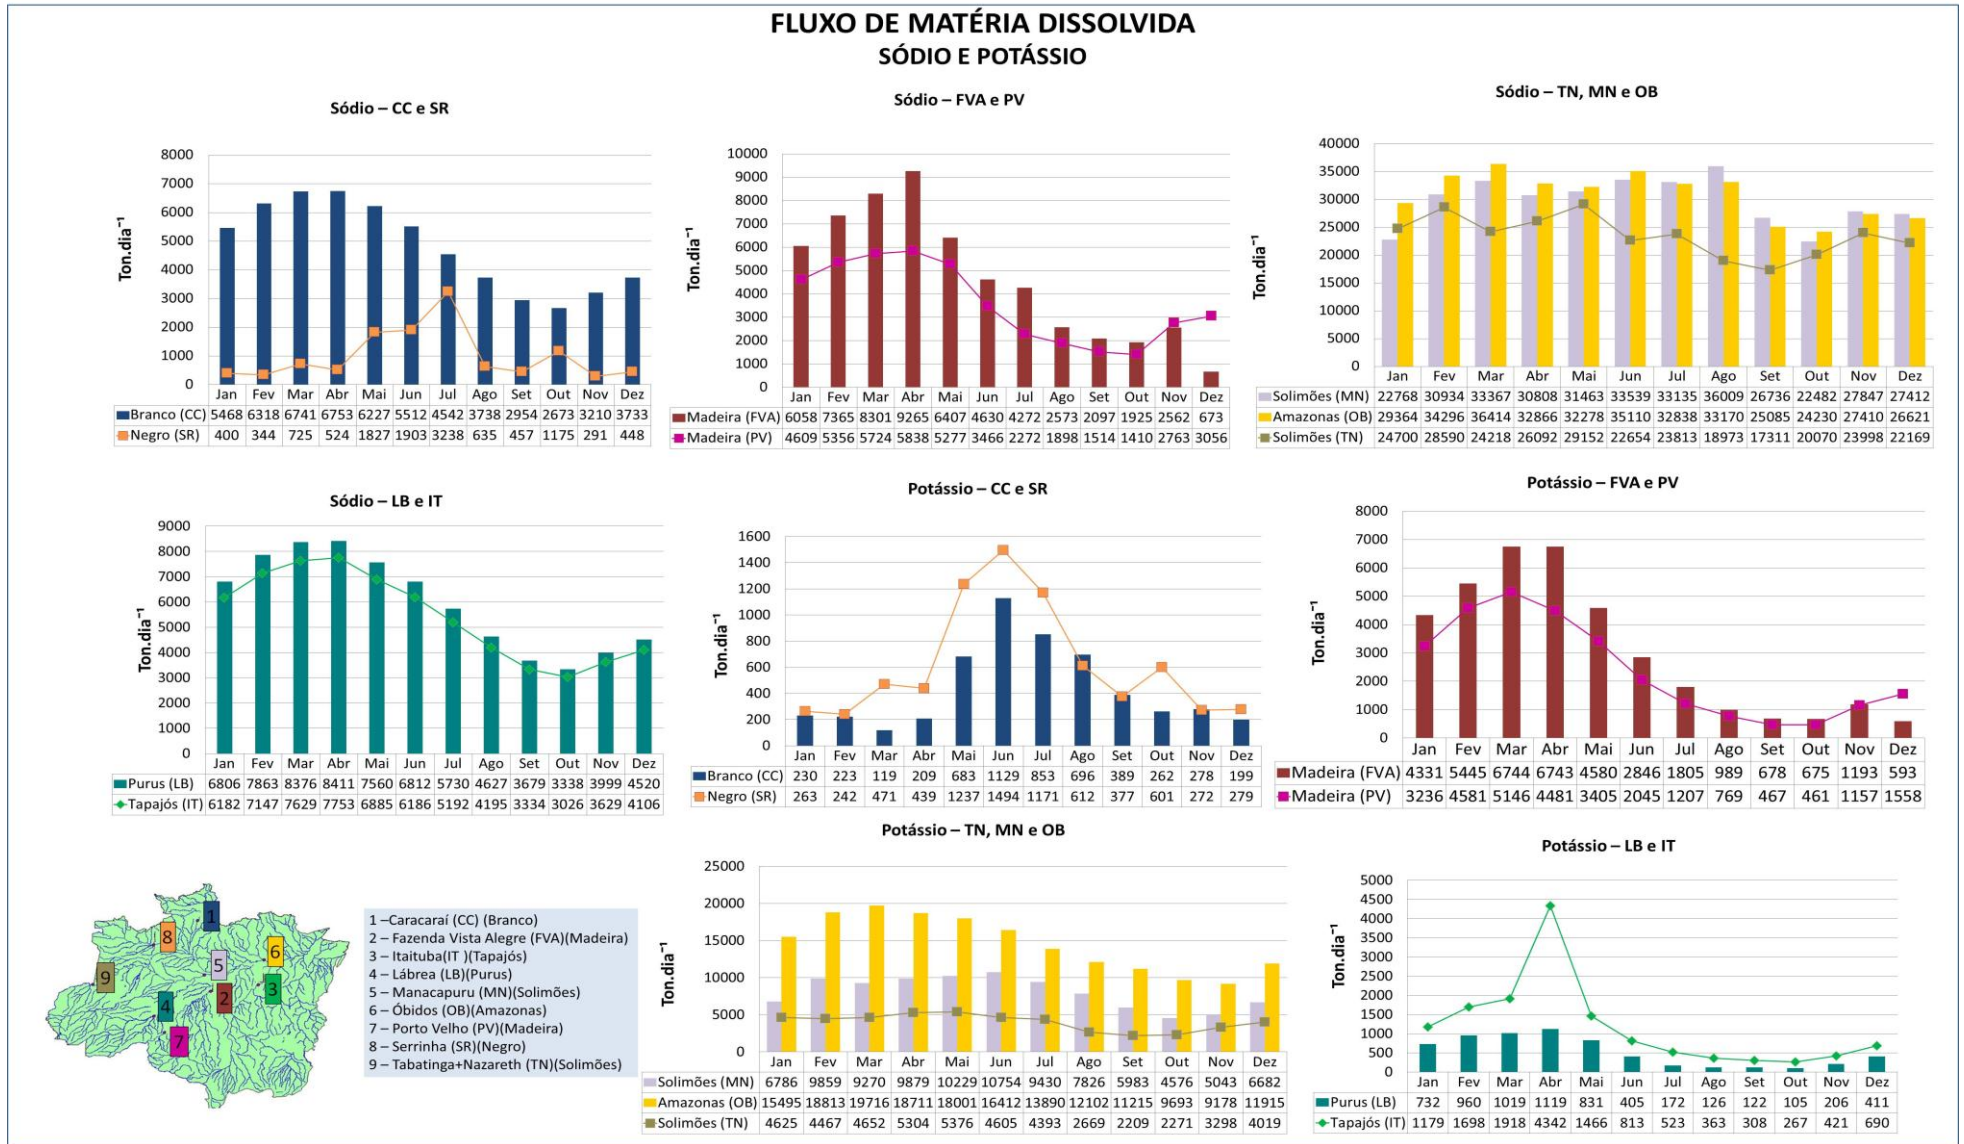 FLUXO DE MATÉRIA DISSOLVIDA
SÓDIO E POTÁSSIO
Sódio – CC e SR
Ton.dia⁻¹
8000
7000
6000
5000
4000
3000
2000
1000
0
Jan Fev Mar Abr Mai Jun Jul Ago Set Out Nov Dez
Branco (CC) 5468 6318 6741 6753 6227 5512 4542 3738 2954 2673 3210 3733
Negro (SR) 400 344 725 524 1827 1903 3238 635 457 1175 291 448
Sódio – FVA e PV
Ton.dia⁻¹
10000
9000
8000
7000
6000
5000
4000
3000
2000
1000
0
Jan Fev Mar Abr Mai Jun Jul Ago Set Out Nov Dez
Madeira (FVA) 6058 7365 8301 9265 6407 4630 4272 2573 2097 1925 2562 673
Madeira (PV) 4609 5356 5724 5838 5277 3466 2272 1898 1514 1410 2763 3056
Sódio – TN, MN e OB
Ton.dia⁻¹
40000
35000
30000
25000
20000
15000
10000
5000
0
Jan Fev Mar Abr Mai Jun Jul Ago Set Out Nov Dez
Solimões (MN) 22768 30934 33367 30808 31463 33539 33135 36009 26736 22482 27847 27412
Amazonas (OB) 29364 34296 36414 32866 32278 35110 32838 33170 25085 24230 27410 26621
Solimões (TN) 24700 28590 24218 26092 29152 22654 23813 18973 17311 20070 23998 22169
Sódio – LB e IT
Ton.dia⁻¹
9000
8000
7000
6000
5000
4000
3000
2000
1000
0
Jan Fev Mar Abr Mai Jun Jul Ago Set Out Nov Dez
Purus (LB) 6806 7863 8376 8411 7560 6812 5730 4627 3679 3338 3999 4520
Tapajós (IT) 6182 7147 7629 7753 6885 6186 5192 4195 3334 3026 3629 4106
Potássio – CC e SR
Ton.dia⁻¹
1600
1400
1200
1000
800
600
400
200
0
Jan Fev Mar Abr Mai Jun Jul Ago Set Out Nov Dez
Branco (CC) 230 223 119 209 683 1129 853 696 389 262 278 199
Negro (SR) 263 242 471 439 1237 1494 1171 612 377 601 272 279
Potássio – FVA e PV
Ton.dia⁻¹
8000
7000
6000
5000
4000
3000
2000
1000
0
Jan Fev Mar Abr Mai Jun Jul Ago Set Out Nov Dez
Madeira (FVA) 4331 5445 6744 6743 4580 2846 1805 989 678 675 1193 593
Madeira (PV) 3236 4581 5146 4481 3405 2045 1207 769 467 461 1157 1558
1
8
5
6
9
4
2
3
7
1 –Caracaraí (CC) (Branco)
2 – Fazenda Vista Alegre (FVA)(Madeira)
3 – Itaituba(IT )(Tapajós)
4 – Lábrea (LB)(Purus)
5 – Manacapuru (MN)(Solimões)
6 – Óbidos (OB)(Amazonas)
7 – Porto Velho (PV)(Madeira)
8 – Serrinha (SR)(Negro)
9 – Tabatinga+Nazareth (TN)(Solimões)
Potássio – TN, MN e OB
Ton.dia⁻¹
25000
20000
15000
10000
5000
0
Jan Fev Mar Abr Mai Jun Jul Ago Set Out Nov Dez
Solimões (MN) 6786 9859 9270 9879 10229 10754 9430 7826 5983 4576 5043 6682
Amazonas (OB) 15495 18813 19716 18711 18001 16412 13890 12102 11215 9693 9178 11915
Solimões (TN) 4625 4467 4652 5304 5376 4605 4393 2669 2209 2271 3298 4019
Potássio – LB e IT
Ton.dia⁻¹
5000
4500
4000
3500
3000
2500
2000
1500
1000
500
0
Jan Fev Mar Abr Mai Jun Jul Ago Set Out Nov Dez
Purus (LB) 732 960 1019 1119 831 405 172 126 122 105 206 411
Tapajós (IT) 1179 1698 1918 4342 1466 813 523 363 308 267 421 690